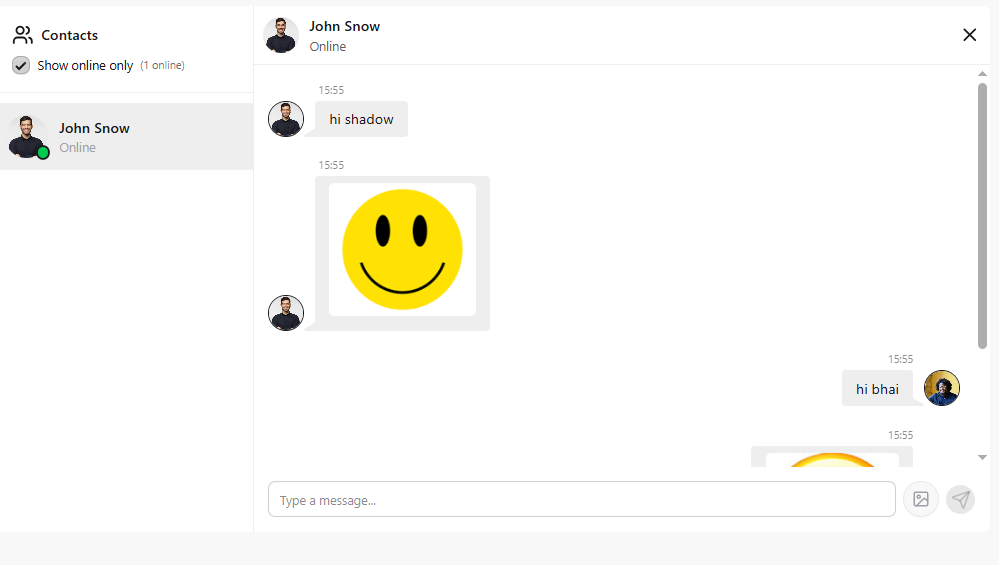 Contacts
Show online only (1 online)
John Snow
Online
John Snow
Online
15:55
hi shadow
15:55
15:55
hi bhai
15:55
Type a message...